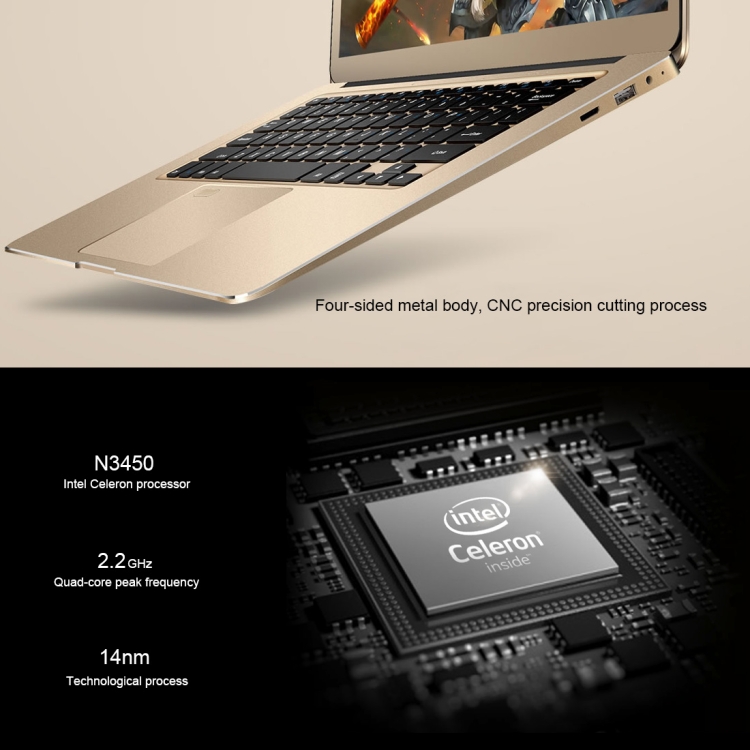 Four-sided metal body, CNC precision cutting process
N3450
Intel Celeron processor
2.2GHz
Quad-core peak frequency
14nm
Technological process
intel
Celeron
inside